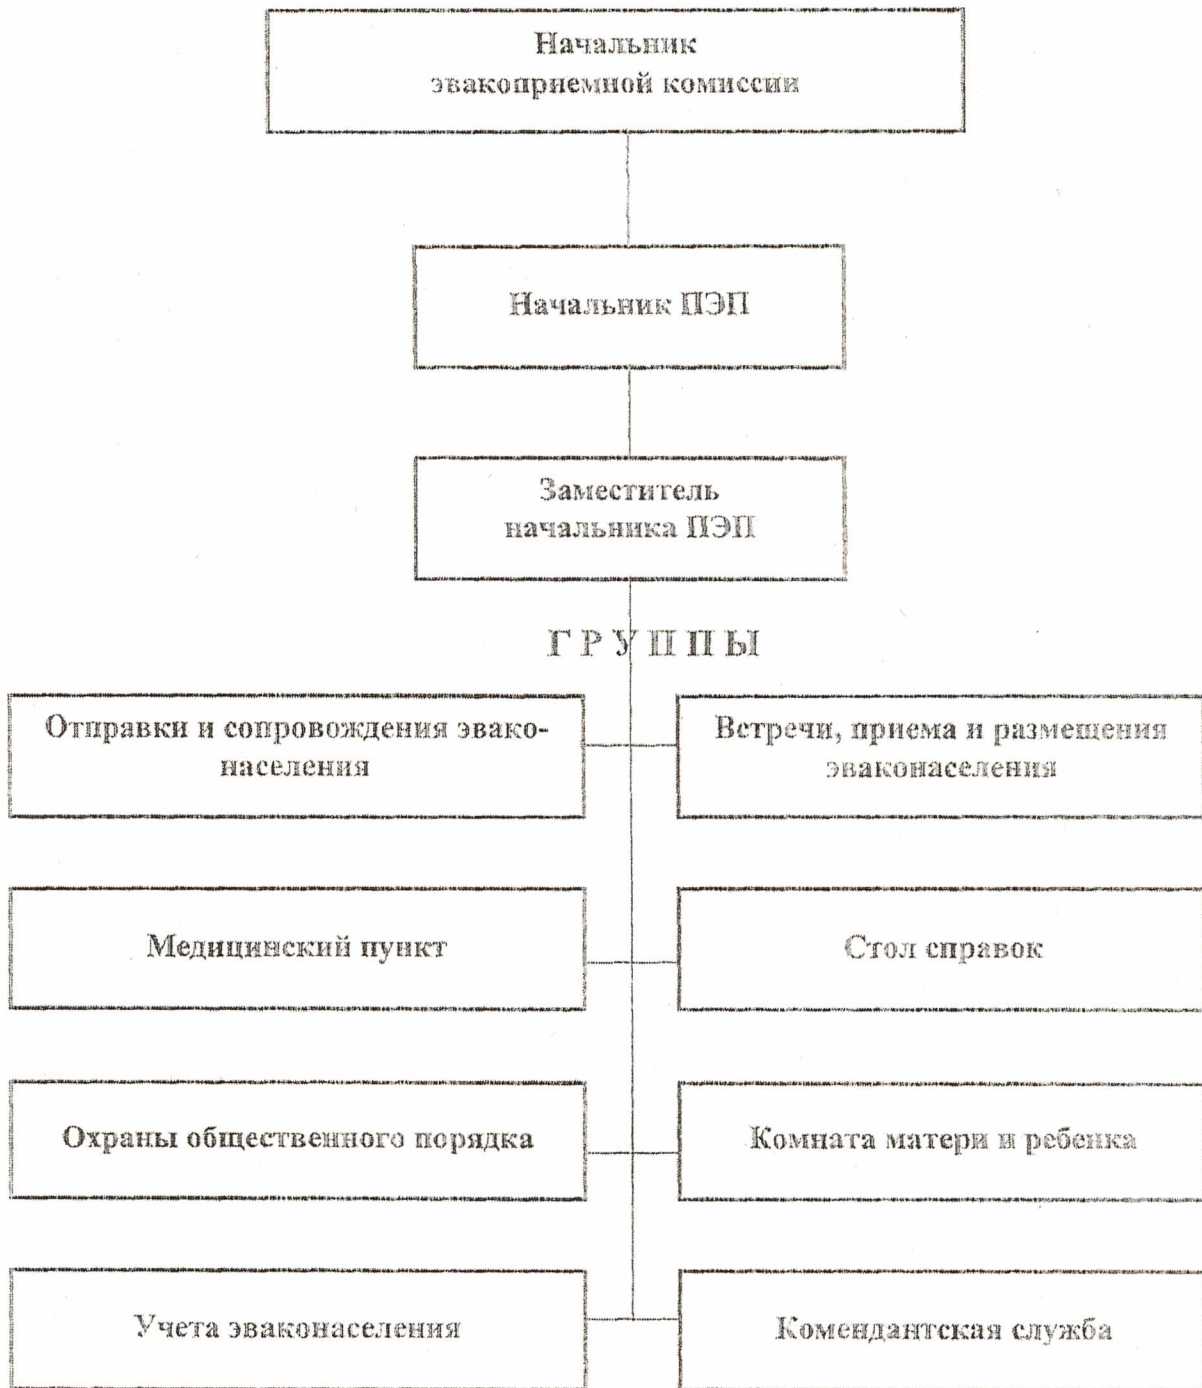 Начальник
эвакоприемной комиссии
Начальник ПЭП
Заместитель
начальника ПЭП
Г Р У П П Ы
Отправки и сопровождения эвако-
населения
Встречи, приема и размещения
эваконаселения
Медицинский пункт
Стол справок
Охраны общественного порядка
Комната матери и ребенка
Учета эваконаселения
Комендантская служба